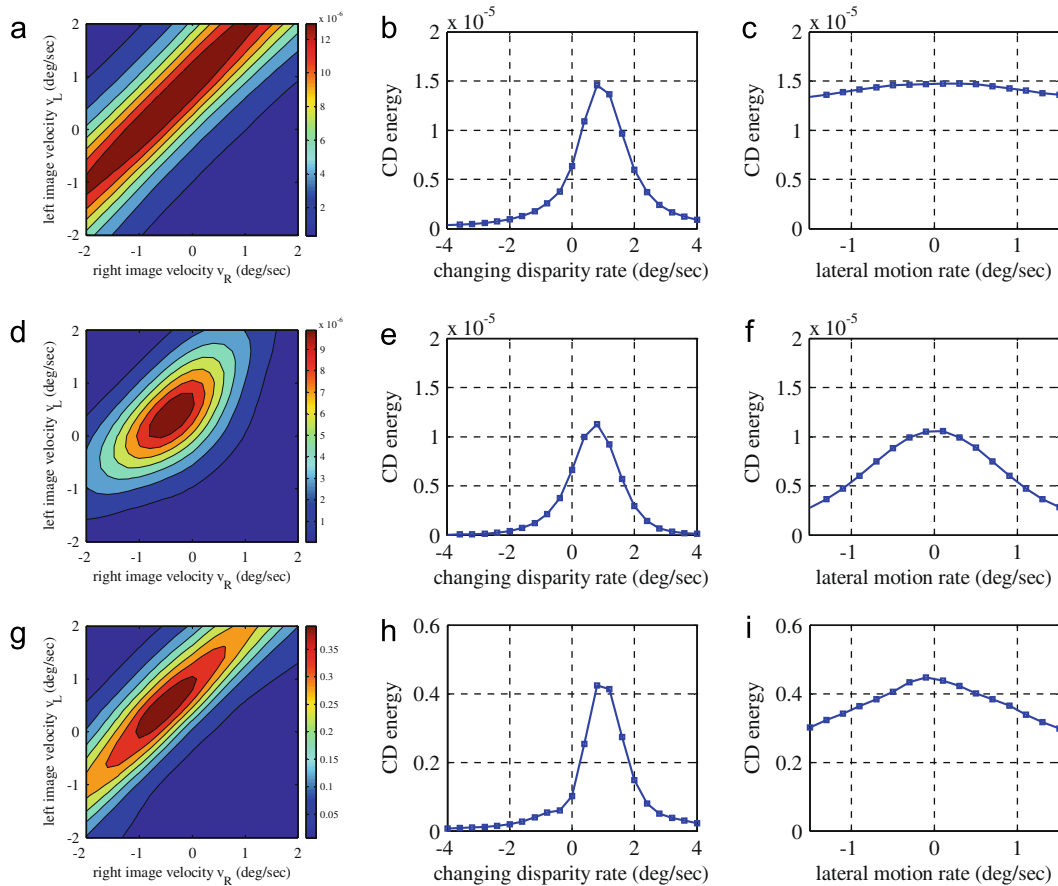 a
x 10⁻⁶
2
1
0
-1
-2
-2 -1 0 1 2
12
10
8
6
4
2
left image velocity v_L (deg/sec)
right image velocity v_R (deg/sec)
b
x 10⁻⁵
2
1.5
1
0.5
0
-4 -2 0 2 4
CD energy
changing disparity rate (deg/sec)
c
x 10⁻⁵
2
1.5
1
0.5
0
-1 0 1
CD energy
lateral motion rate (deg/sec)
d
x 10⁻⁶
2
1
0
-1
-2
-2 -1 0 1 2
9
8
7
6
5
4
3
2
1
left image velocity v_L (deg/sec)
right image velocity v_R (deg/sec)
e
x 10⁻⁵
2
1.5
1
0.5
0
-4 -2 0 2 4
CD energy
changing disparity rate (deg/sec)
f
x 10⁻⁵
2
1.5
1
0.5
0
-1 0 1
CD energy
lateral motion rate (deg/sec)
g
2
1
0
-1
-2
-2 -1 0 1 2
0.35
0.3
0.25
0.2
0.15
0.1
0.05
left image velocity v_L (deg/sec)
right image velocity v_R (deg/sec)
h
0.6
0.4
0.2
0
-4 -2 0 2 4
CD energy
changing disparity rate (deg/sec)
i
0.6
0.4
0.2
0
-1 0 1
CD energy
lateral motion rate (deg/sec)